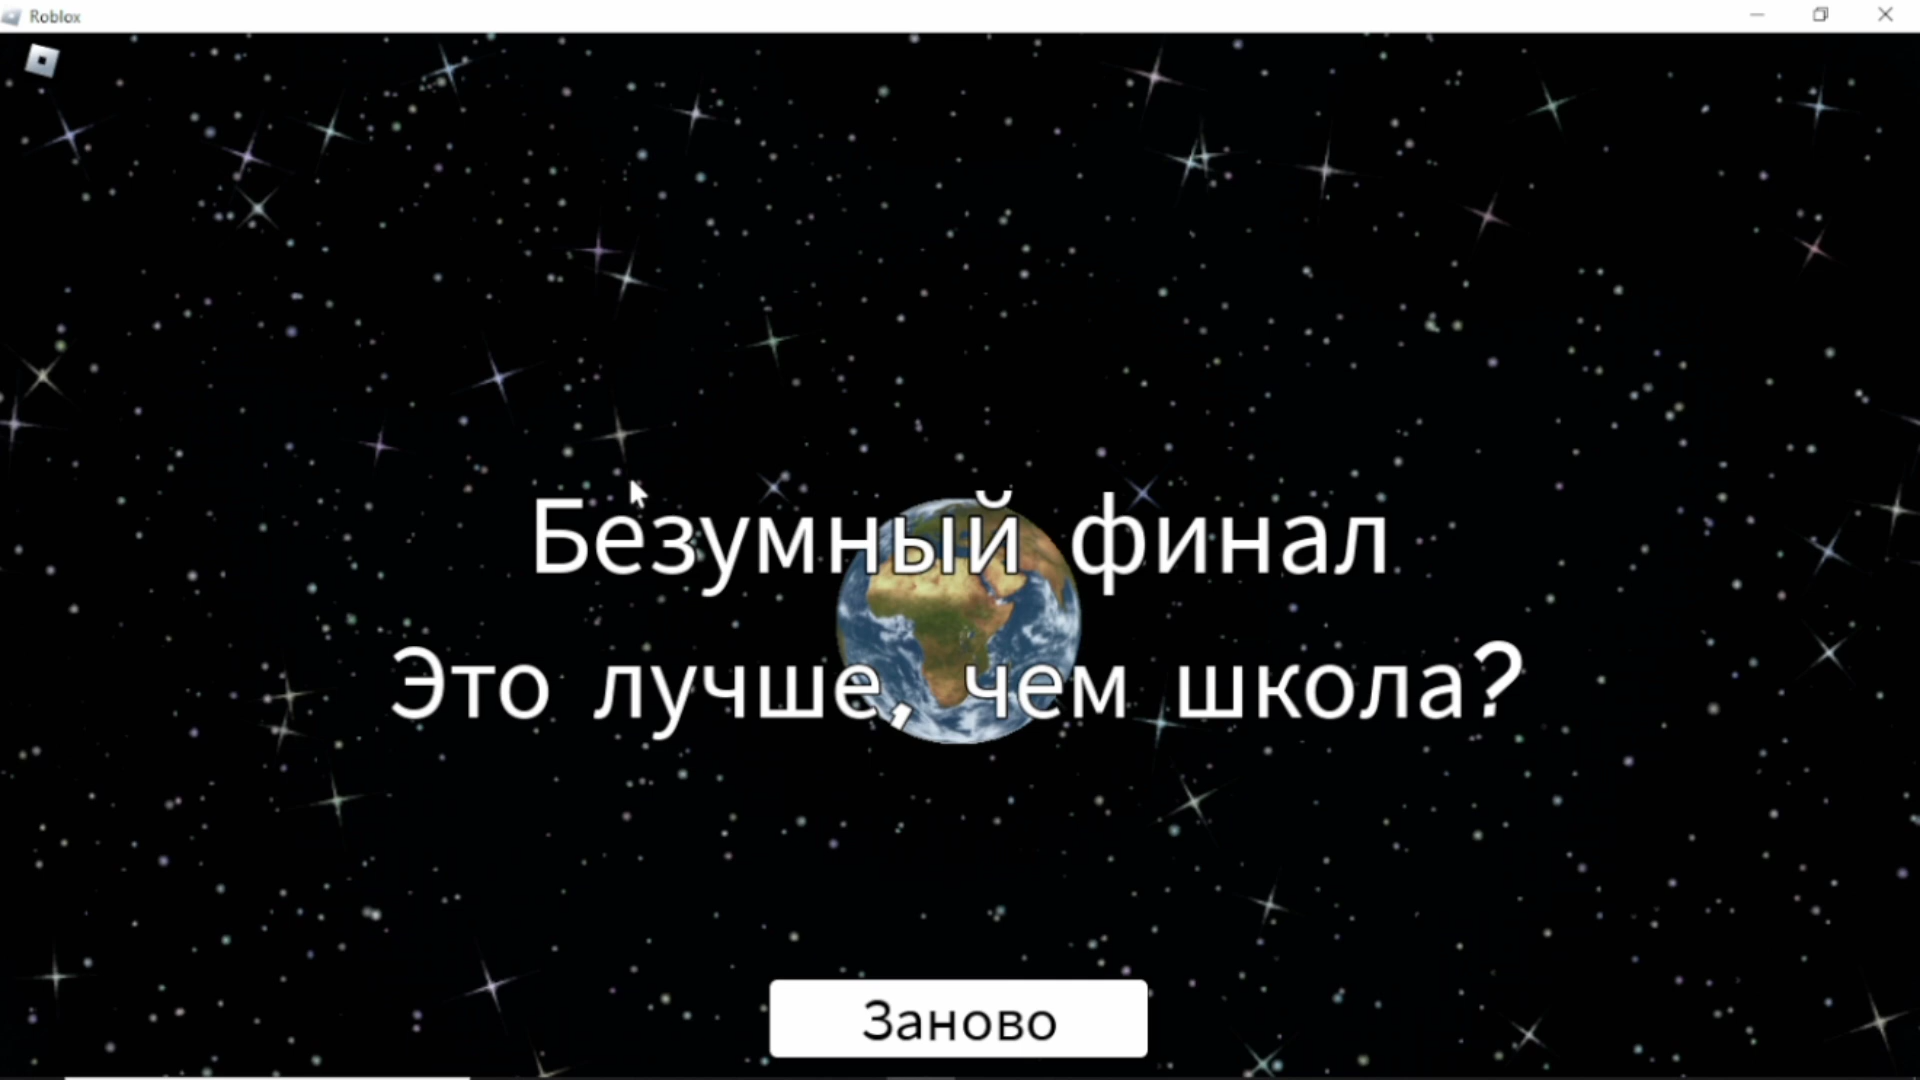 Roblox
Безумный финал
Это лучше, чем школа?
Заново